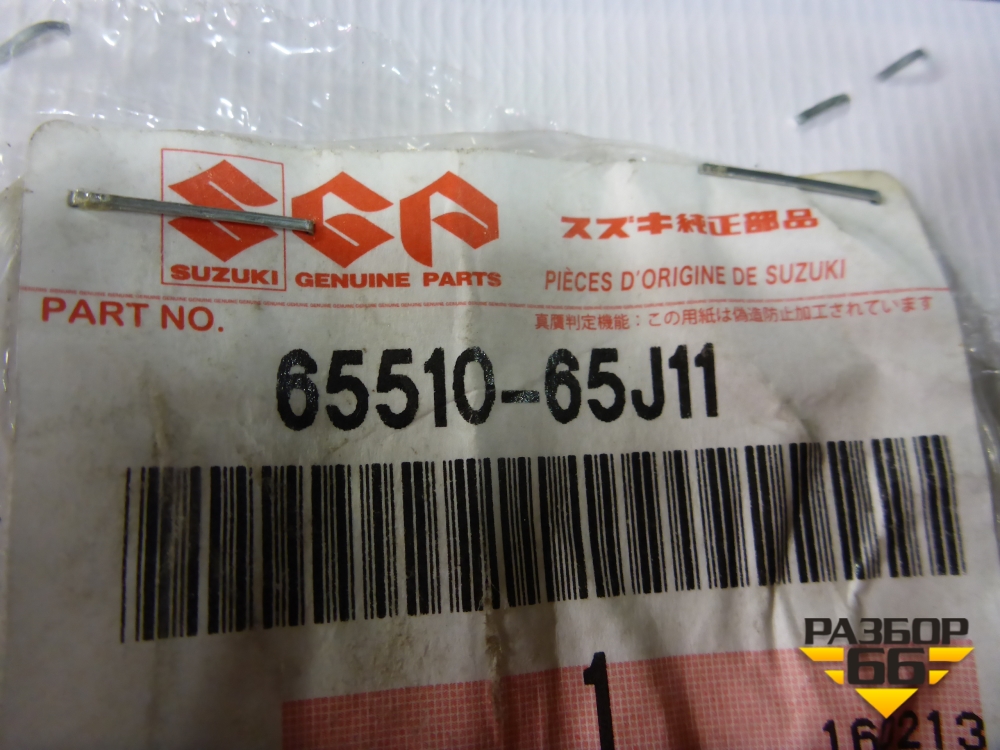 SGP
SUZUKI GENUINE PARTS
スズキ純正部品
PIÈCES D'ORIGINE DE SUZUKI
PART NO.
真贋判定機能：この用紙は偽造防止加工されています
65510-65J11
1
РАЗБОР
66